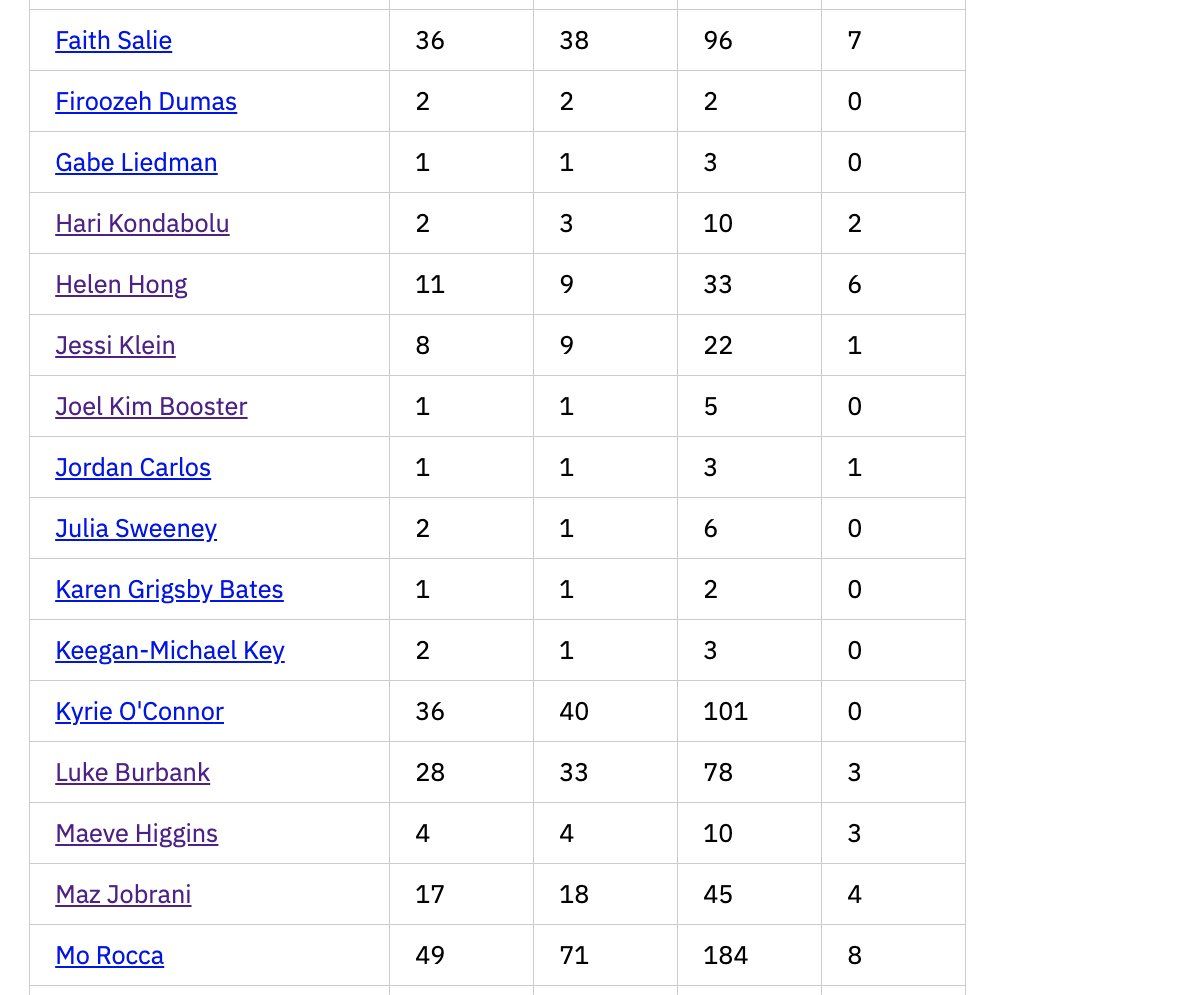 Faith Salie 36 38 96 7
Firoozeh Dumas 2 2 2 0
Gabe Liedman 1 1 3 0
Hari Kondabolu 2 3 10 2
Helen Hong 11 9 33 6
Jessi Klein 8 9 22 1
Joel Kim Booster 1 1 5 0
Jordan Carlos 1 1 3 1
Julia Sweeney 2 1 6 0
Karen Grigsby Bates 1 1 2 0
Keegan-Michael Key 2 1 3 0
Kyrie O'Connor 36 40 101 0
Luke Burbank 28 33 78 3
Maeve Higgins 4 4 10 3
Maz Jobrani 17 18 45 4
Mo Rocca 49 71 184 8